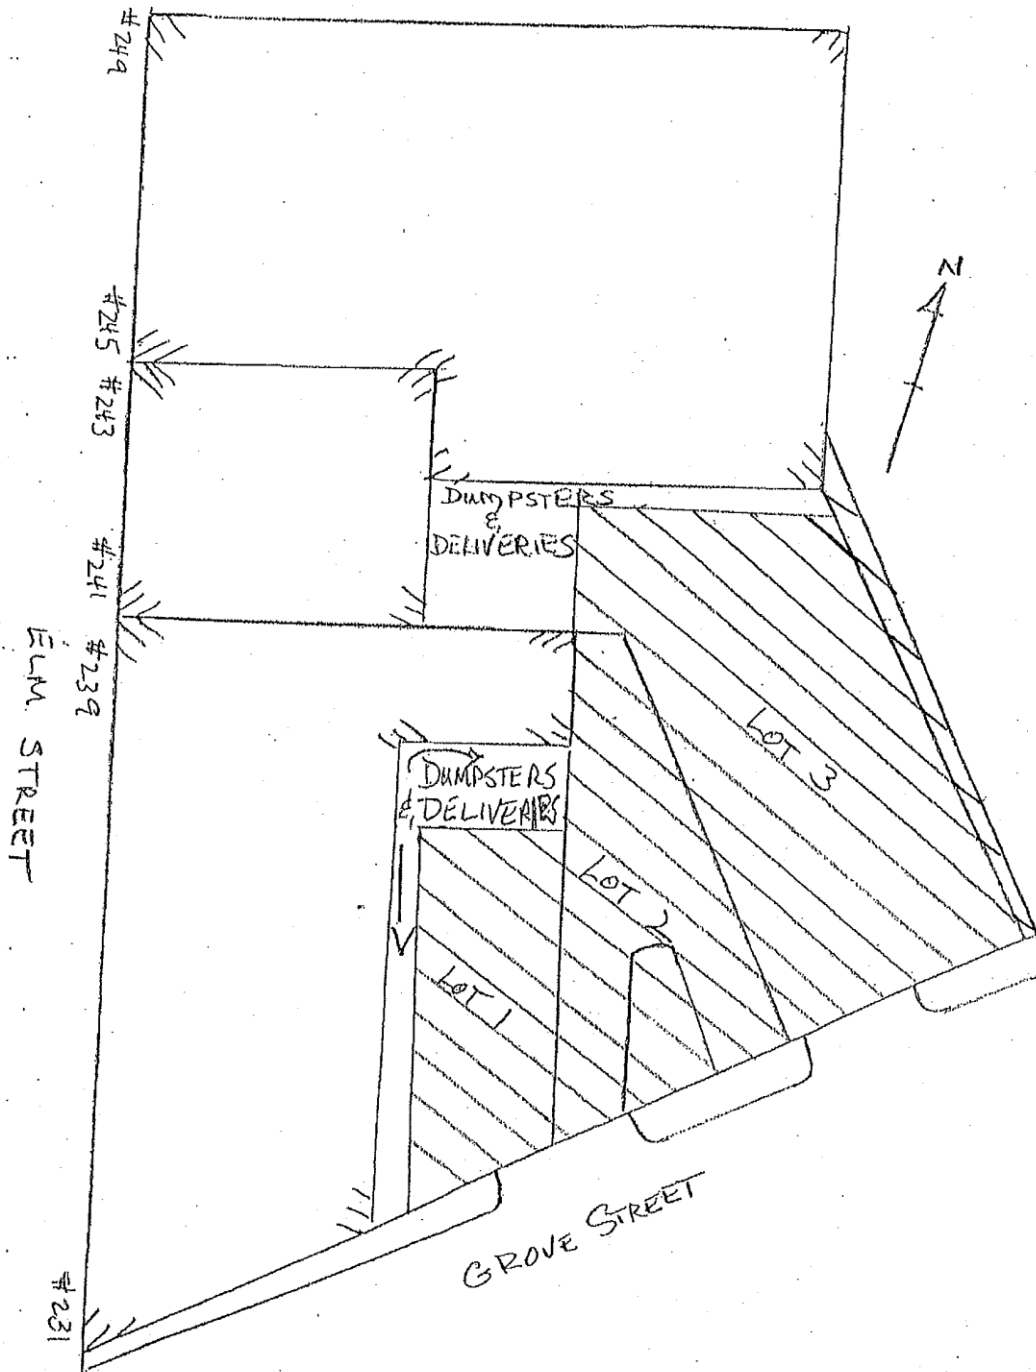 #249
N
#245
#243
DUMPSTERS
&
DELIVERIES
#241
#239
ELM STREET
LOT 3
DUMPSTERS
& DELIVERIES
LOT 2
LOT 1
GROVE STREET
#231